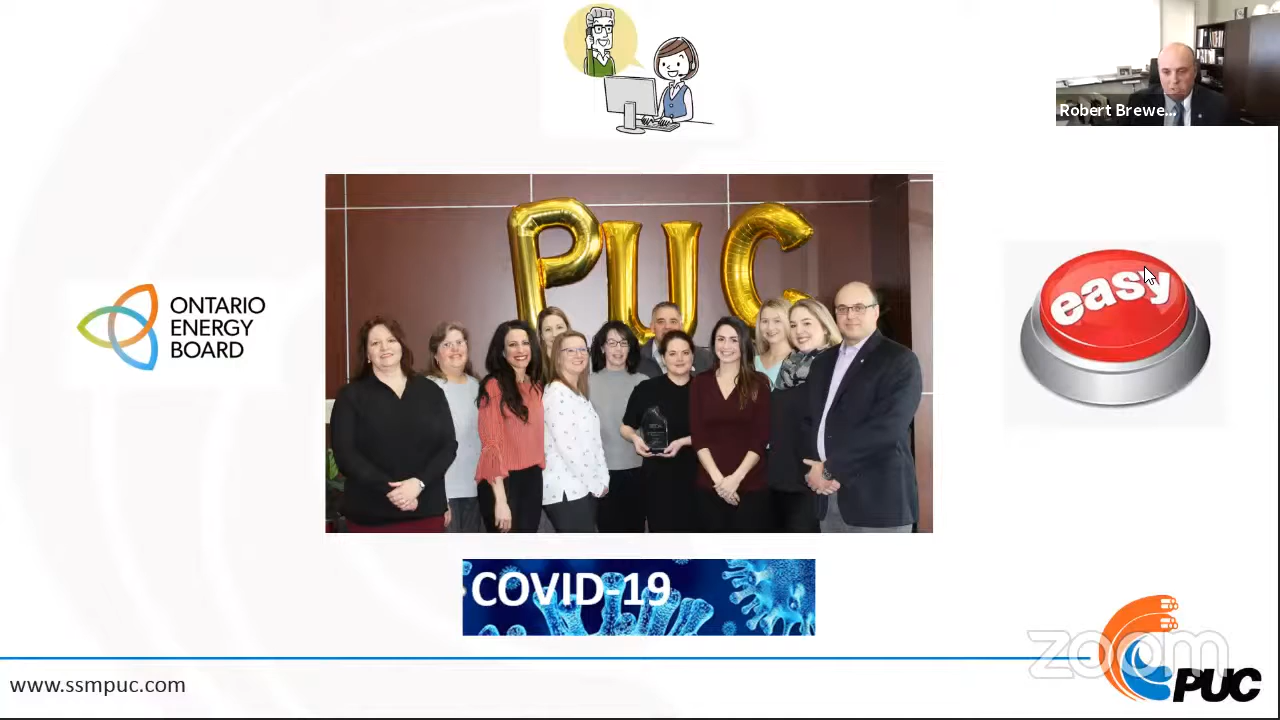 Robert Brewe...
PUC
ONTARIO
ENERGY
BOARD
easy
COVID-19
zoom
www.ssmpuc.com
PUC